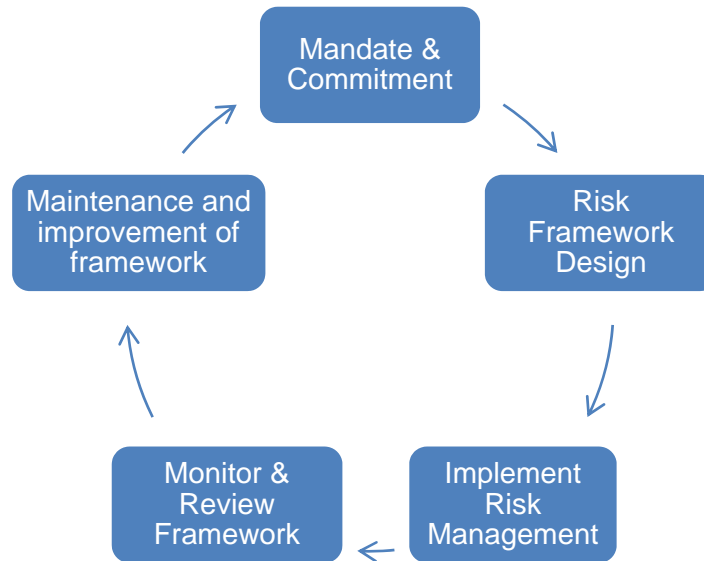 Mandate &
Commitment
Risk
Framework
Design
Implement
Risk
Management
Monitor &
Review
Framework
Maintenance and
improvement of
framework